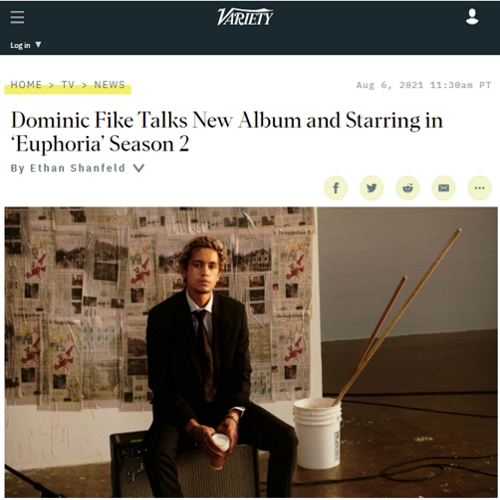 VARIETY
Log in ▼
HOME > TV > NEWS
Aug 6, 2021 11:30am PT
Dominic Fike Talks New Album and Starring in
‘Euphoria’ Season 2
By Ethan Shanfeld